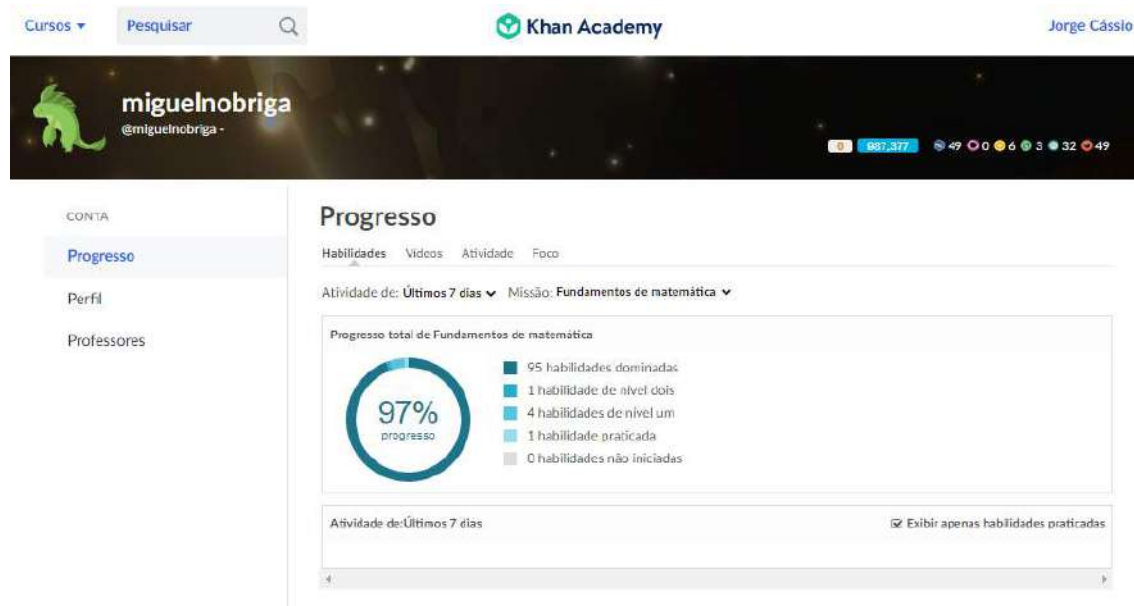 Cursos Pesquisar Khan Academy Jorge Cássio
miguelnobriga
@miguelnobriga -
0 987,377 49 0 6 3 32 49
CONTA
Progresso
Perfil
Professores
Progresso
Habilidades Vídeos Atividade Foco
Atividade de: Últimos 7 dias Missão: Fundamentos de matemática
Progresso total de Fundamentos de matemática
97%
progresso
95 habilidades dominadas
1 habilidade de nível dois
4 habilidades de nível um
1 habilidade praticada
0 habilidades não iniciadas
Atividade de:Últimos 7 dias Exibir apenas habilidades praticadas